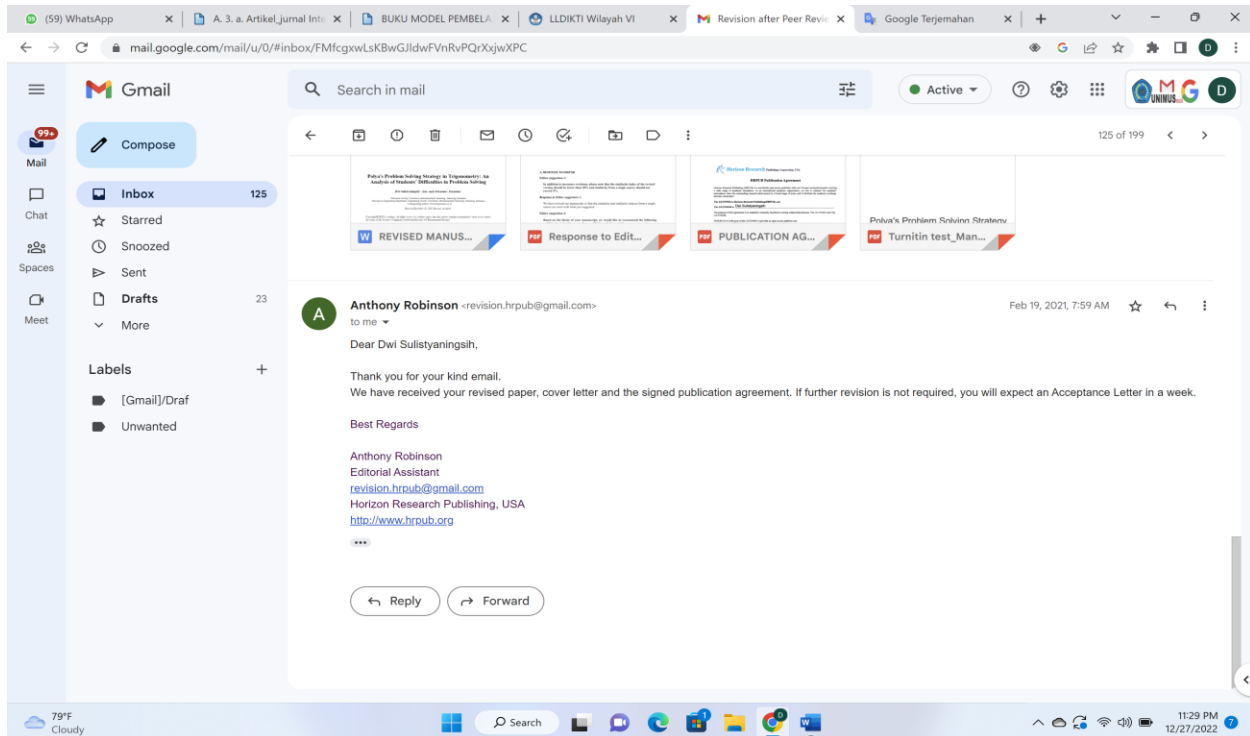 (59) WhatsApp
A. 3. a. Artikel_jurnal Inte
BUKU MODEL PEMBELA
LLDIKTI Wilayah VI
Revision after Peer Revie
Google Terjemahan
mail.google.com/mail/u/0/#inbox/FMfcgxwLsKBwGJldwFVnRvPQrXxjwXPC
D
Gmail
Search in mail
Active
UNIMUS
G
D
99+
Mail
Chat
Spaces
Meet
Compose
Inbox 125
Starred
Snoozed
Sent
Drafts 23
More
Labels
[Gmail]/Draf
Unwanted
125 of 199
Polya's Problem Solving Strategy in Trigonometry: An
Analysis of Students' Difficulties in Problem Solving
W REVISED MANUS...
PDF Response to Edit...
Horizon Research Publishing
HRPUB Publication Agreement
Dwi Sulistyaningsih
PDF PUBLICATION AG...
Polya's Problem Solving Strategy
PDF Turnitin test_Man...
A
Anthony Robinson <revision.hrpub@gmail.com>
Feb 19, 2021, 7:59 AM
to me
Dear Dwi Sulistyaningsih,
Thank you for your kind email.
We have received your revised paper, cover letter and the signed publication agreement. If further revision is not required, you will expect an Acceptance Letter in a week.
Best Regards
Anthony Robinson
Editorial Assistant
revision.hrpub@gmail.com
Horizon Research Publishing, USA
http://www.hrpub.org
Reply
Forward
79°F
Cloudy
Search
11:29 PM
12/27/2022
7